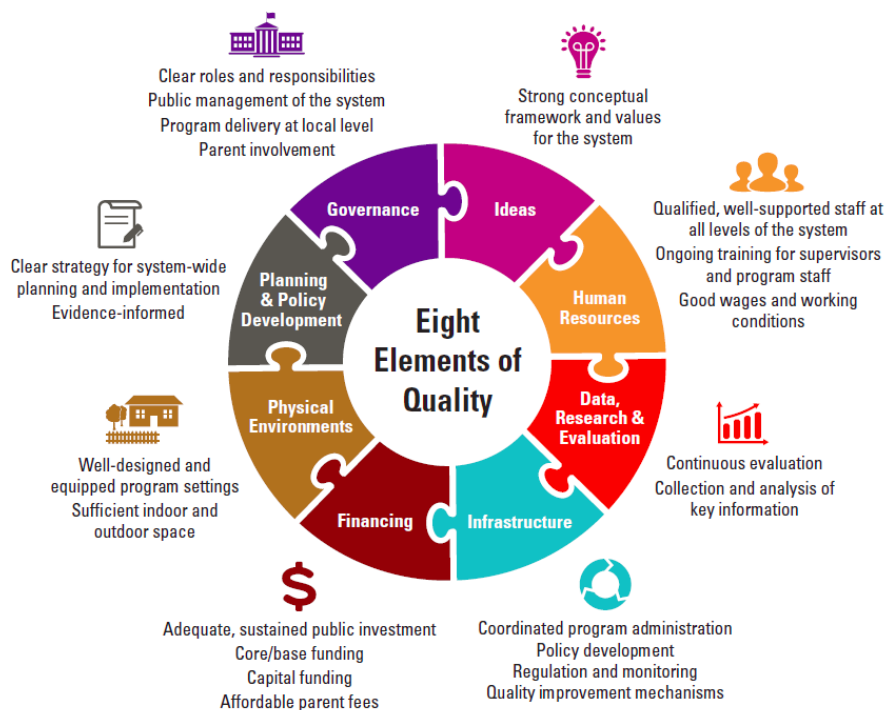 Clear roles and responsibilities
Public management of the system
Program delivery at local level
Parent involvement
Strong conceptual
framework and values
for the system
Governance
Ideas
Qualified, well-supported staff at
all levels of the system
Ongoing training for supervisors
and program staff
Good wages and working
conditions
Clear strategy for system-wide
planning and implementation
Evidence-informed
Planning
& Policy
Development
Human
Resources
Eight
Elements of
Quality
Physical
Environments
Data,
Research &
Evaluation
Well-designed and
equipped program settings
Sufficient indoor and
outdoor space
Continuous evaluation
Collection and analysis of
key information
Financing
Infrastructure
$
Adequate, sustained public investment
Core/base funding
Capital funding
Affordable parent fees
Coordinated program administration
Policy development
Regulation and monitoring
Quality improvement mechanisms